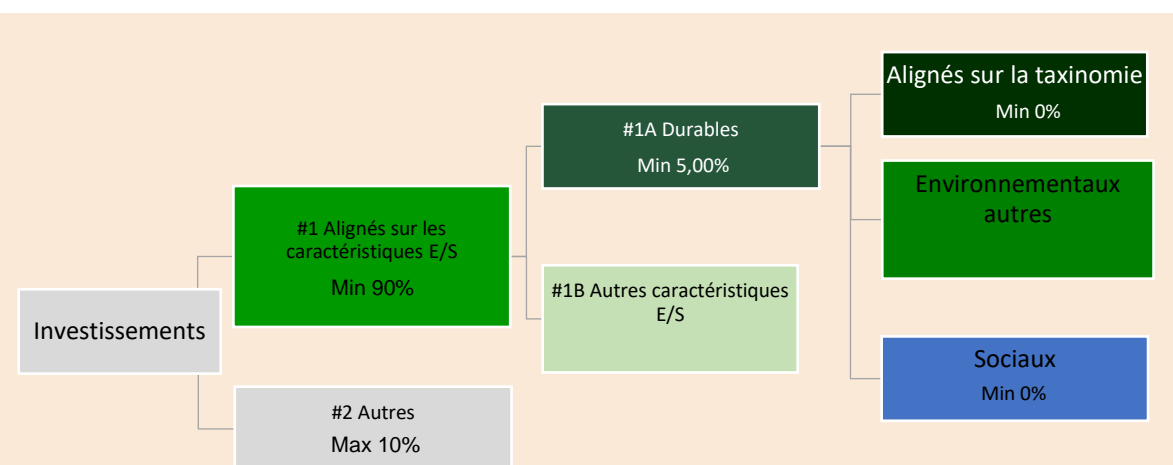 Investissements
#1 Alignés sur les
caractéristiques E/S
Min 90%
#2 Autres
Max 10%
#1A Durables
Min 5,00%
#1B Autres caractéristiques
E/S
Alignés sur la taxinomie
Min 0%
Environnementaux
autres
Sociaux
Min 0%